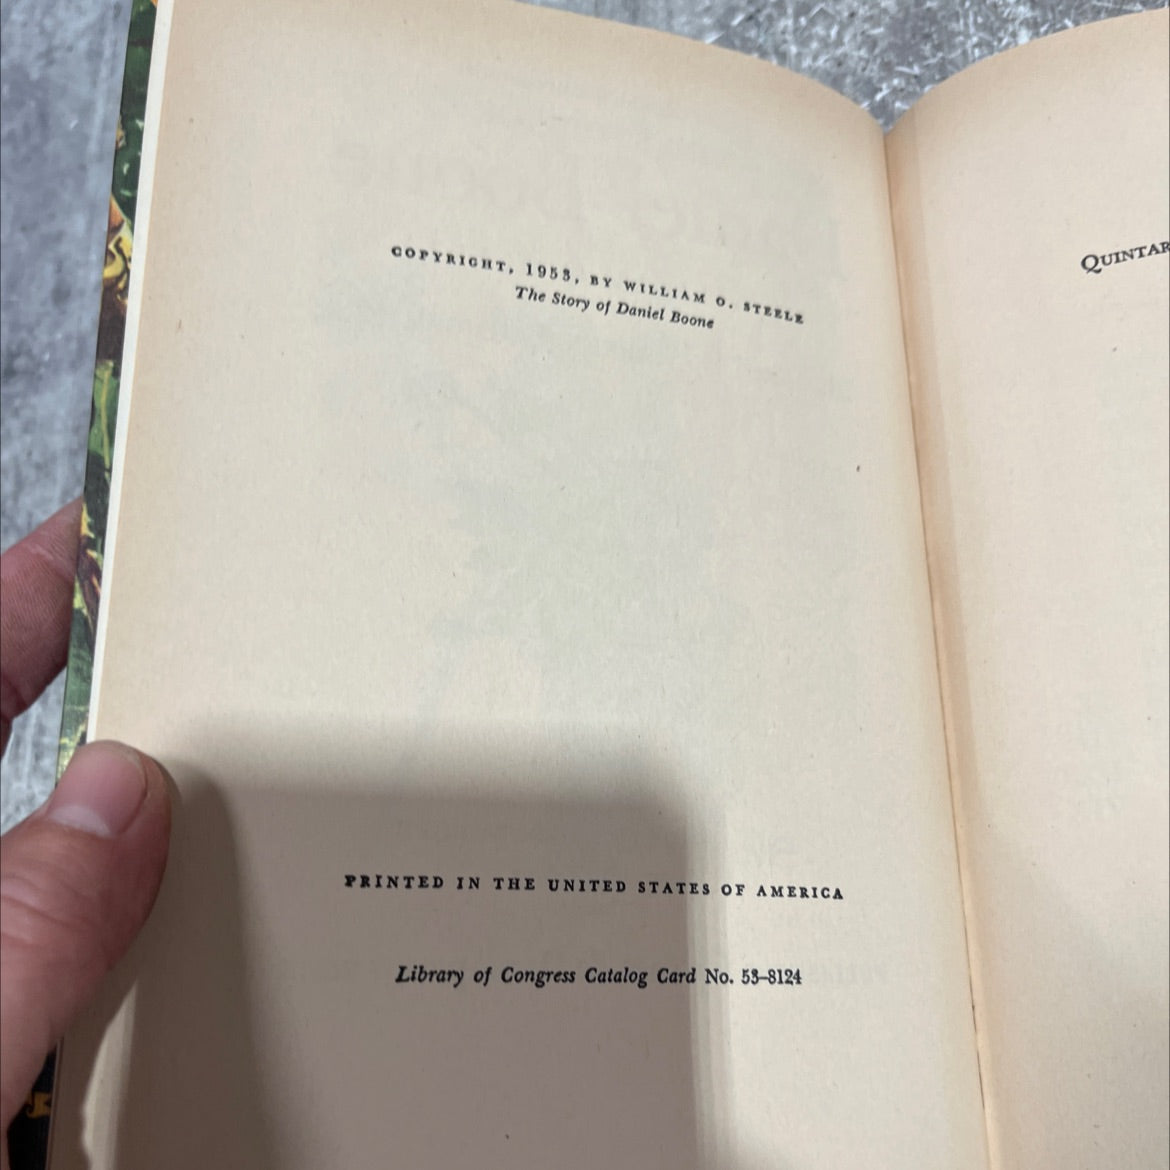 COPYRIGHT, 1953, BY WILLIAM O. STEELE
The Story of Daniel Boone
PRINTED IN THE UNITED STATES OF AMERICA
Library of Congress Catalog Card No. 53–8124
QUINTAR